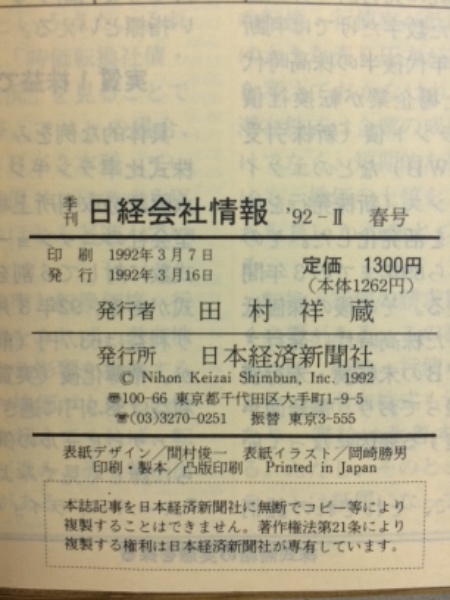 季刊 日経会社情報 '92-II 春号
印刷 1992年3月7日
発行 1992年3月16日
定価 1300円
(本体1262円)
発行者 田村祥蔵
発行所 日本経済新聞社
© Nihon Keizai Shimbun, Inc. 1992
〒100-66 東京都千代田区大手町1-9-5
☎(03)3270-0251 振替 東京3-555
表紙デザイン/間村俊一 表紙イラスト/岡崎勝男
印刷・製本/凸版印刷 Printed in Japan
本誌記事を日本経済新聞社に無断でコピー等により
複製することはできません。著作権法第21条により
複製する権利は日本経済新聞社が専有しています。